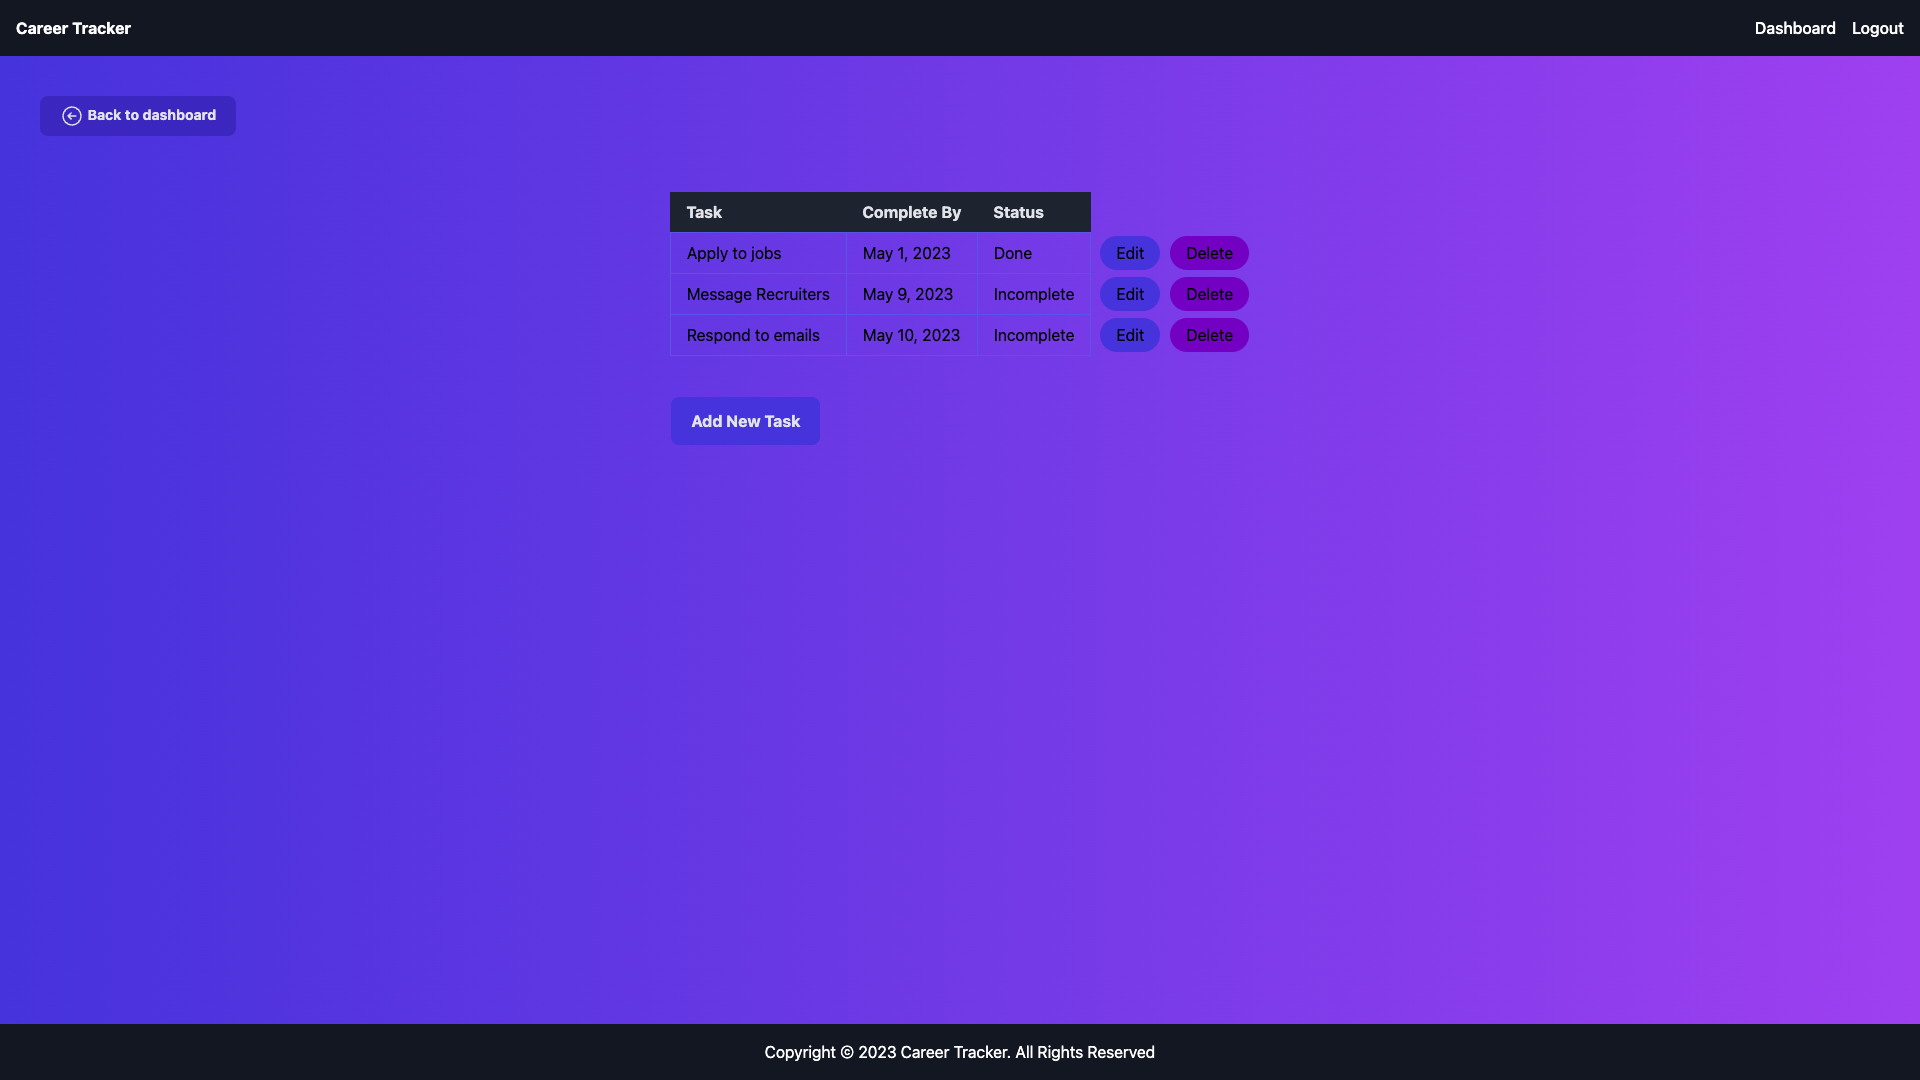 Career Tracker Dashboard Logout
Back to dashboard
Task Complete By Status
Apply to jobs May 1, 2023 Done Edit Delete
Message Recruiters May 9, 2023 Incomplete Edit Delete
Respond to emails May 10, 2023 Incomplete Edit Delete
Add New Task
Copyright © 2023 Career Tracker. All Rights Reserved